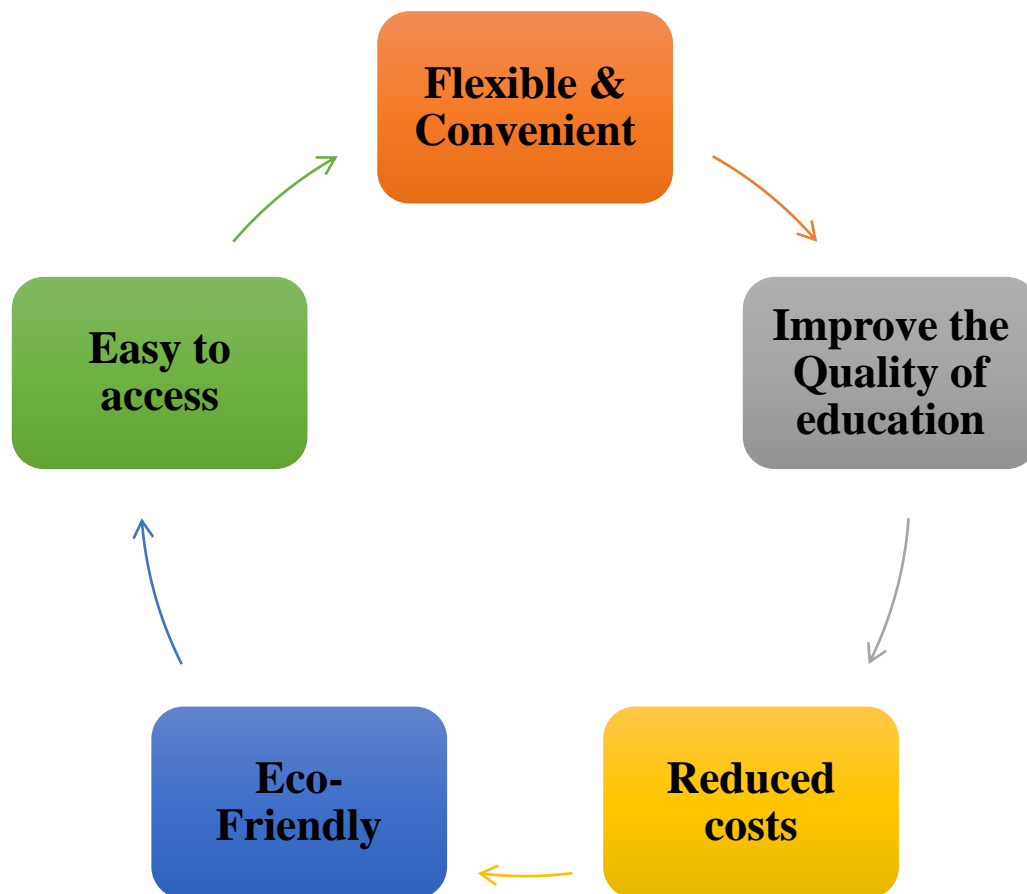 Flexible &
Convenient
Improve the
Quality of
education
Reduced
costs
Eco-
Friendly
Easy to
access